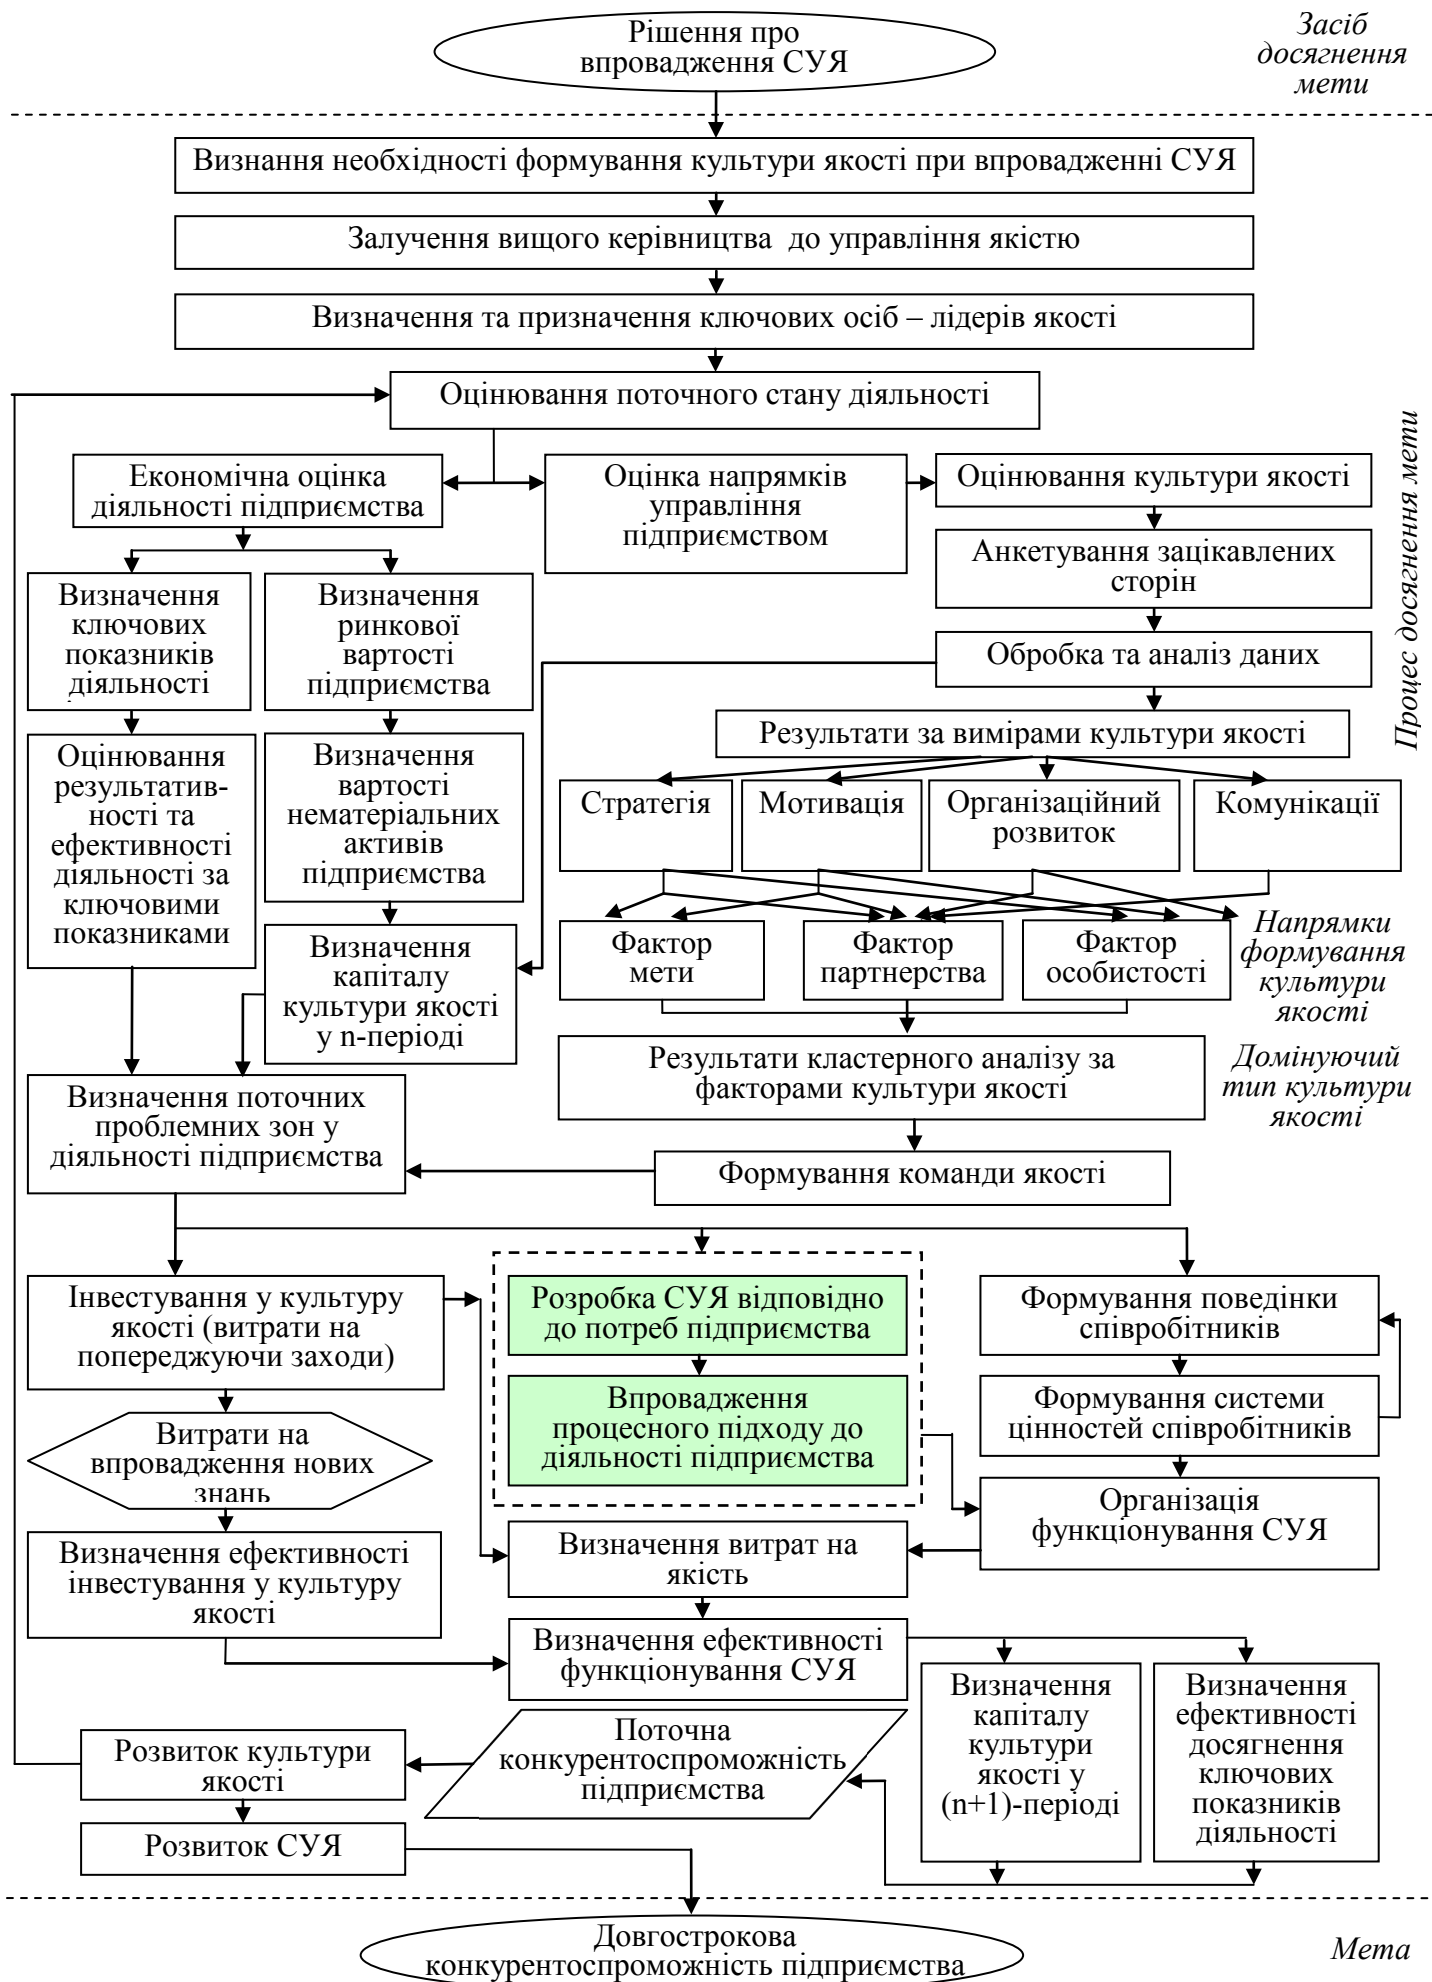 Рішення про
впровадження СУЯ
Засіб
досягнення
мети
Визнання необхідності формування культури якості при впровадженні СУЯ
Залучення вищого керівництва до управління якістю
Визначення та призначення ключових осіб – лідерів якості
Оцінювання поточного стану діяльності
Процес досягнення мети
Економічна оцінка
діяльності підприємства
Оцінка напрямків
управління
підприємством
Оцінювання культури якості
Анкетування зацікавлених
сторін
Визначення
ключових
показників
діяльності
Визначення
ринкової
вартості
підприємства
Обробка та аналіз даних
Результати за вимірами культури якості
Оцінювання
результатив-
ності та
ефективності
діяльності за
ключовими
показниками
Визначення
вартості
нематеріальних
активів
підприємства
Стратегія
Мотивація
Організаційний
розвиток
Комунікації
Визначення
капіталу
культури якості
у n-періоді
Фактор
мети
Фактор
партнерства
Фактор
особистості
Напрямки
формування
культури
якості
Результати кластерного аналізу за
факторами культури якості
Домінуючий
тип культури
якості
Визначення поточних
проблемних зон у
діяльності підприємства
Формування команди якості
Інвестування у культуру
якості (витрати на
попереджуючи заходи)
Розробка СУЯ відповідно
до потреб підприємства
Формування поведінки
співробітників
Впровадження
процесного підходу до
діяльності підприємства
Формування системи
цінностей співробітників
Витрати на
впровадження нових
знань
Організація
функціонування СУЯ
Визначення ефективності
інвестування у культуру
якості
Визначення витрат на
якість
Визначення ефективності
функціонування СУЯ
Визначення
капіталу
культури
якості у
(n+1)-періоді
Визначення
ефективності
досягнення
ключових
показників
діяльності
Поточна
конкурентоспроможність
підприємства
Розвиток культури
якості
Розвиток СУЯ
Довгострокова
конкурентоспроможність підприємства
Мета